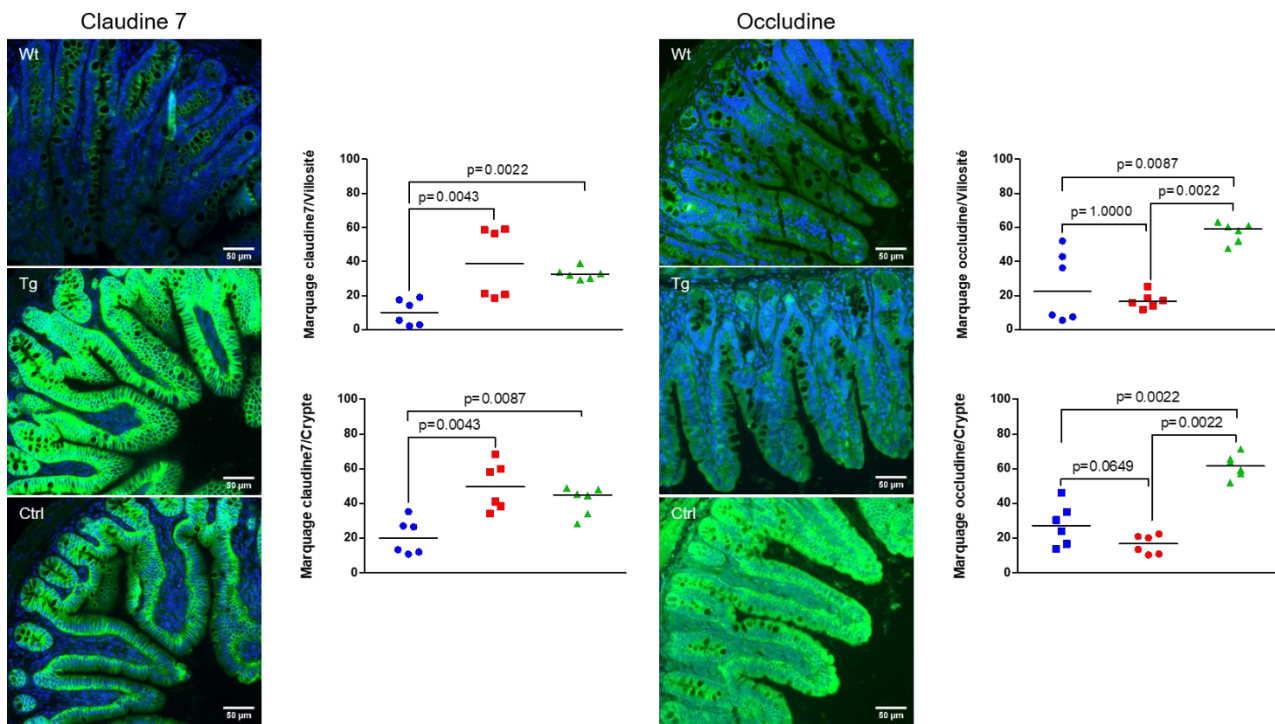 Claudine 7
Wt
50 µm
Tg
50 µm
Ctrl
50 µm
Marquage claudine7/Villosité
100
80
60
40
20
0
p=0.0022
p=0.0043
Marquage claudine7/Crypte
100
80
60
40
20
0
p=0.0087
p=0.0043
Occludine
Wt
50 µm
Tg
50 µm
Ctrl
50 µm
Marquage occludine/Villosité
100
80
60
40
20
0
p=0.0087
p=0.0022
p=1.0000
Marquage occludine/Crypte
100
80
60
40
20
0
p=0.0022
p=0.0022
p=0.0649